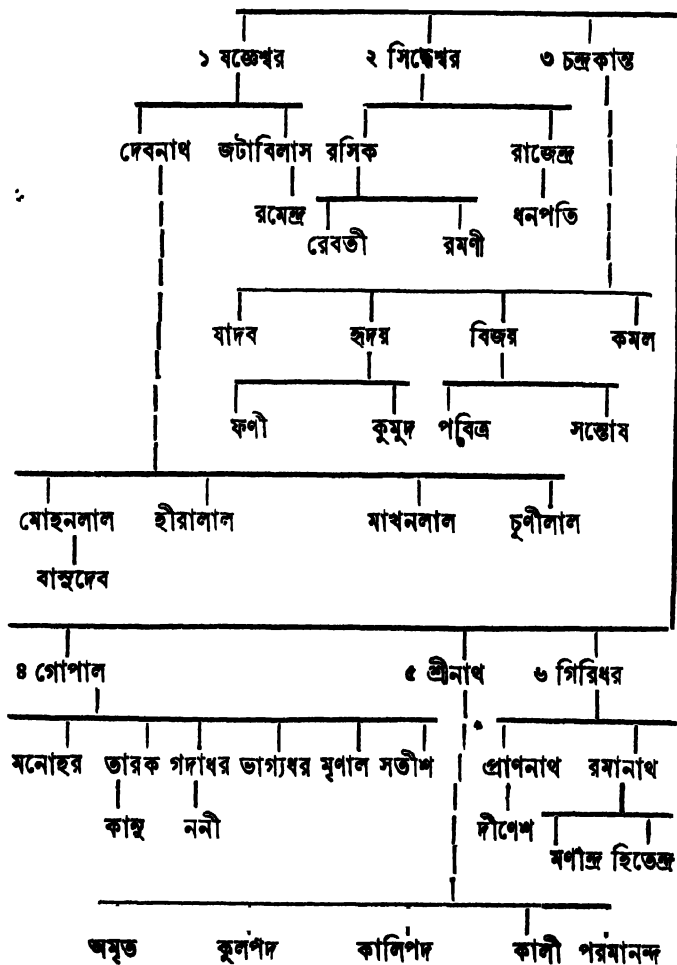 ১ যজ্ঞেশ্বর ২ সিদ্ধেশ্বর ৩ চন্দ্রকান্ত
দেবনাথ জটাবিলাস রসিক রাজেন্দ্র
রমেন্দ্র ধনপতি
রেবতী রমণী
যাদব হৃদয় বিজয় কমল
ফণী কুমুদ পবিত্র সন্তোষ
মোহনলাল হীরালাল মাখনলাল চূণীলাল
বাসুদেব
৪ গোপাল ৫ শ্রীনাথ ৬ গিরিধর
মনোহর তারক গদাধর ভাগ্যধর মৃণাল সতীশ প্রাণনাথ রমানাথ
কানু ননী দীণেশ
মণীন্দ্র হিতেন্দ্র
অমৃত কুলপদ কালিপদ কালী পরমানন্দ